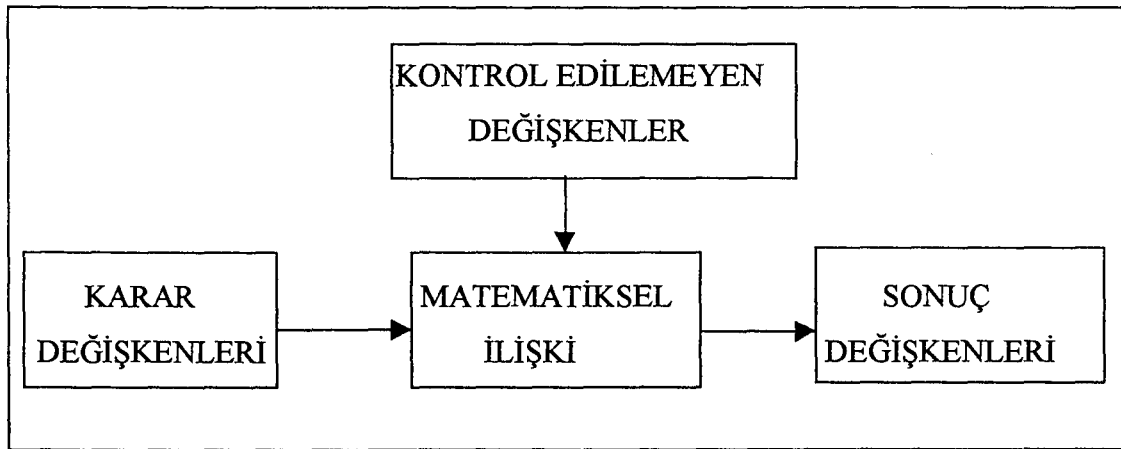 KONTROL EDİLEMEYEN
DEĞİŞKENLER
KARAR
DEĞİŞKENLERİ
MATEMATİKSEL
İLİŞKİ
SONUÇ
DEĞİŞKENLERİ